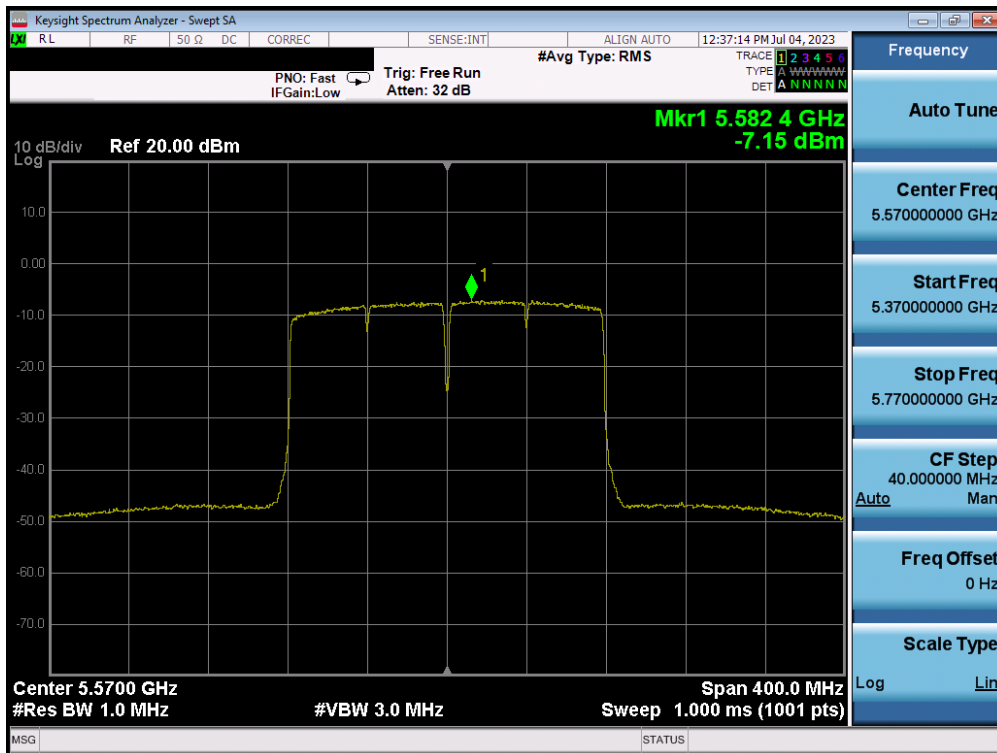 Keysight Spectrum Analyzer - Swept SA
LXI RL RF 50 Ω DC CORREC SENSE:INT ALIGN AUTO 12:37:14 PM Jul 04, 2023
#Avg Type: RMS
TRACE 1 2 3 4 5 6
TYPE A WWWWW
DET A N N N N N
PNO: Fast
IFGain:Low
Trig: Free Run
Atten: 32 dB
Mkr1 5.582 4 GHz
-7.15 dBm
10 dB/div Ref 20.00 dBm
Log
10.0
0.00
-10.0
-20.0
-30.0
-40.0
-50.0
-60.0
-70.0
1
Center 5.5700 GHz Span 400.0 MHz
#Res BW 1.0 MHz #VBW 3.0 MHz Sweep 1.000 ms (1001 pts)
MSG STATUS
Frequency
Auto Tune
Center Freq
5.570000000 GHz
Start Freq
5.370000000 GHz
Stop Freq
5.770000000 GHz
CF Step
40.000000 MHz
Auto Man
Freq Offset
0 Hz
Scale Type
Log Lin